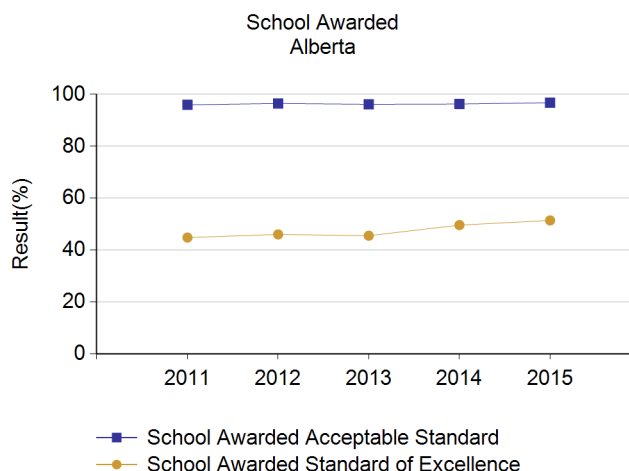 School Awarded
Alberta
Result(%)
100
80
60
40
20
0
2011 2012 2013 2014 2015
School Awarded Acceptable Standard
School Awarded Standard of Excellence